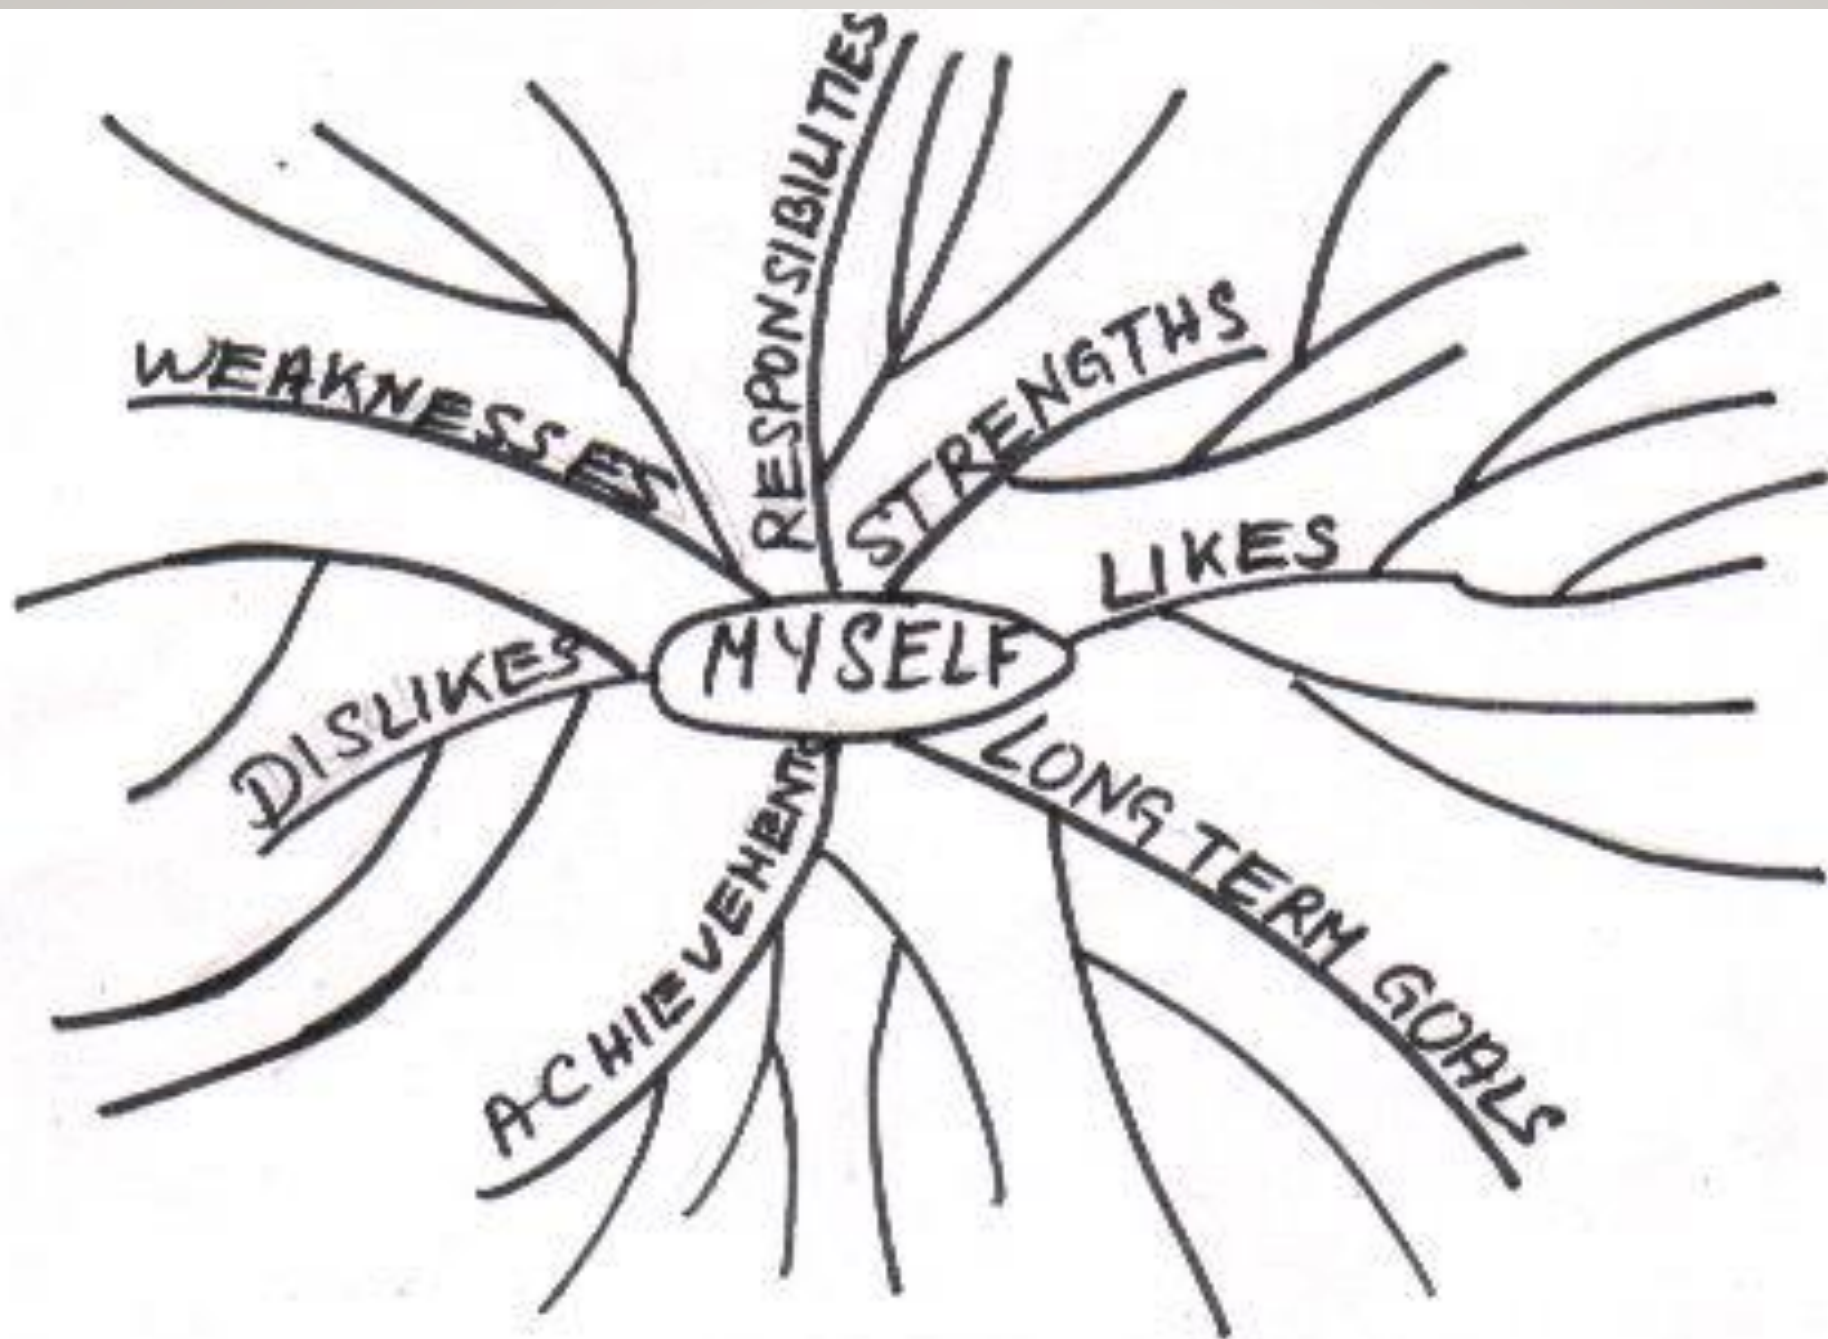 RESPONSIBILITIES
STRENGTHS
WEAKNESSES
LIKES
MYSELF
DISLIKES
LONG TERM GOALS
ACHIEVEMENTS